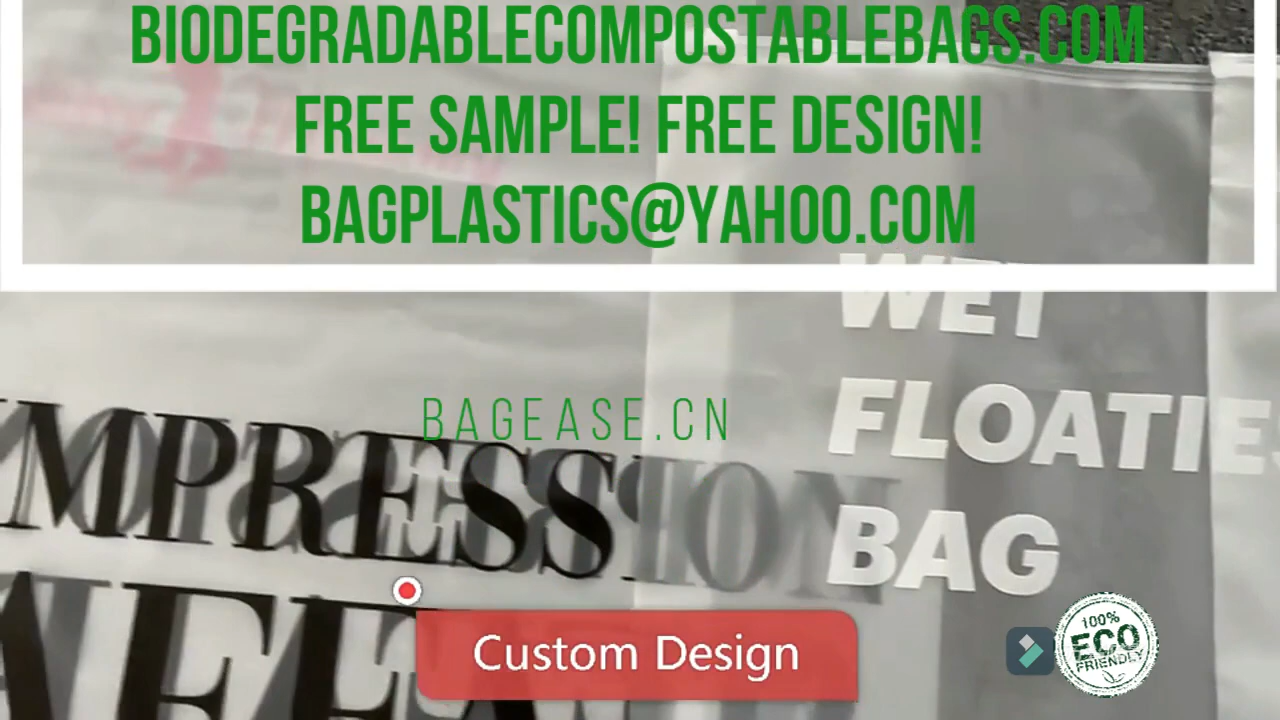 BIODEGRADABLECOMPOSTABLEBAGS.COM
FREE SAMPLE! FREE DESIGN!
BAGPLASTICS@YAHOO.COM
WET
FLOATIES
BAG
BAGEASE.CN
MPRESSION
Custom Design
100%
ECO
FRIENDLY